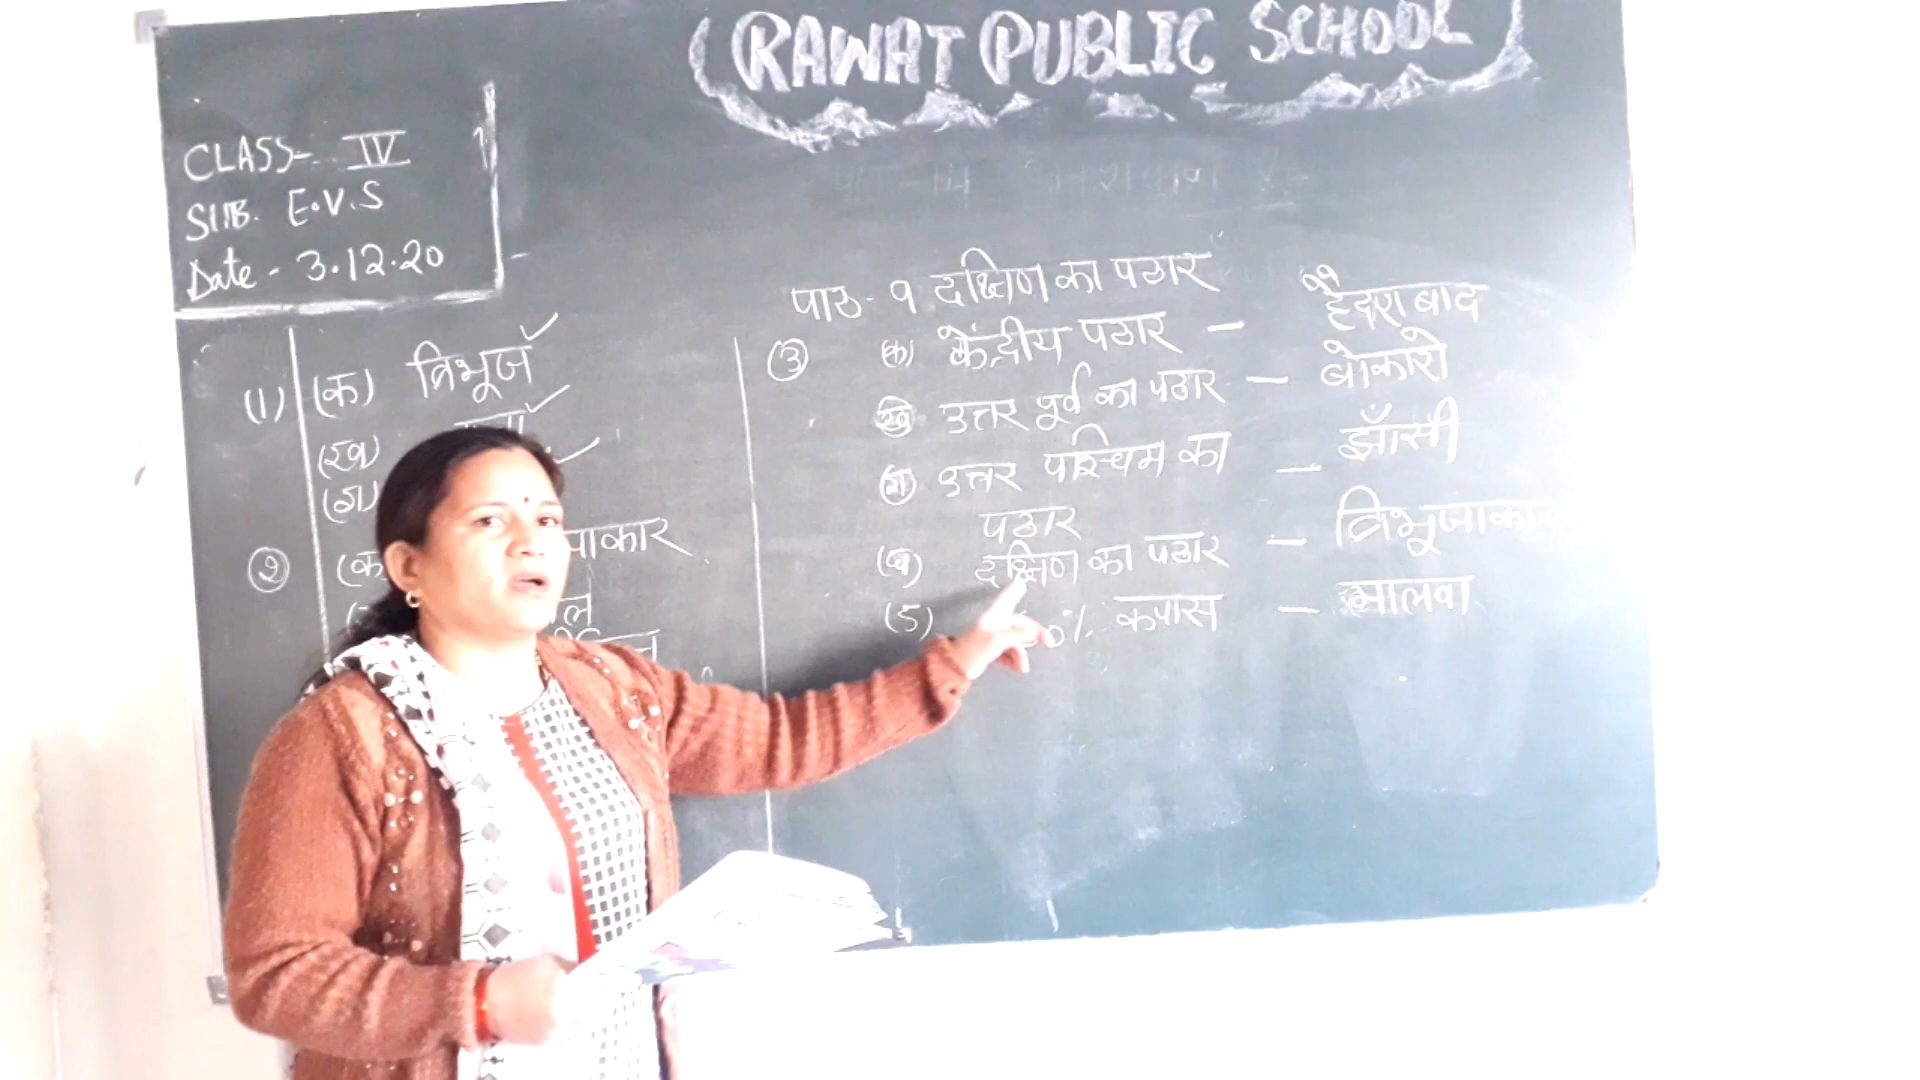 RAWAT PUBLIC SCHOOL
CLASS- IV
SUB. E.V.S
Date - 3.12.20
पाठ- 9 दक्षिण का पठार
(1) (क) त्रिभूज
(ख)
(ग)
② (क ाकार
③ (क) केंद्रीय पठार - हैदराबाद
(ख) उत्तर पूर्व का पठार - बोकारो
(ग) उत्तर पश्चिम का - झाँसी
पठार
(घ) दक्षिण का पठार - त्रिभूजाकार
(ड) 0% कपास - मालवा